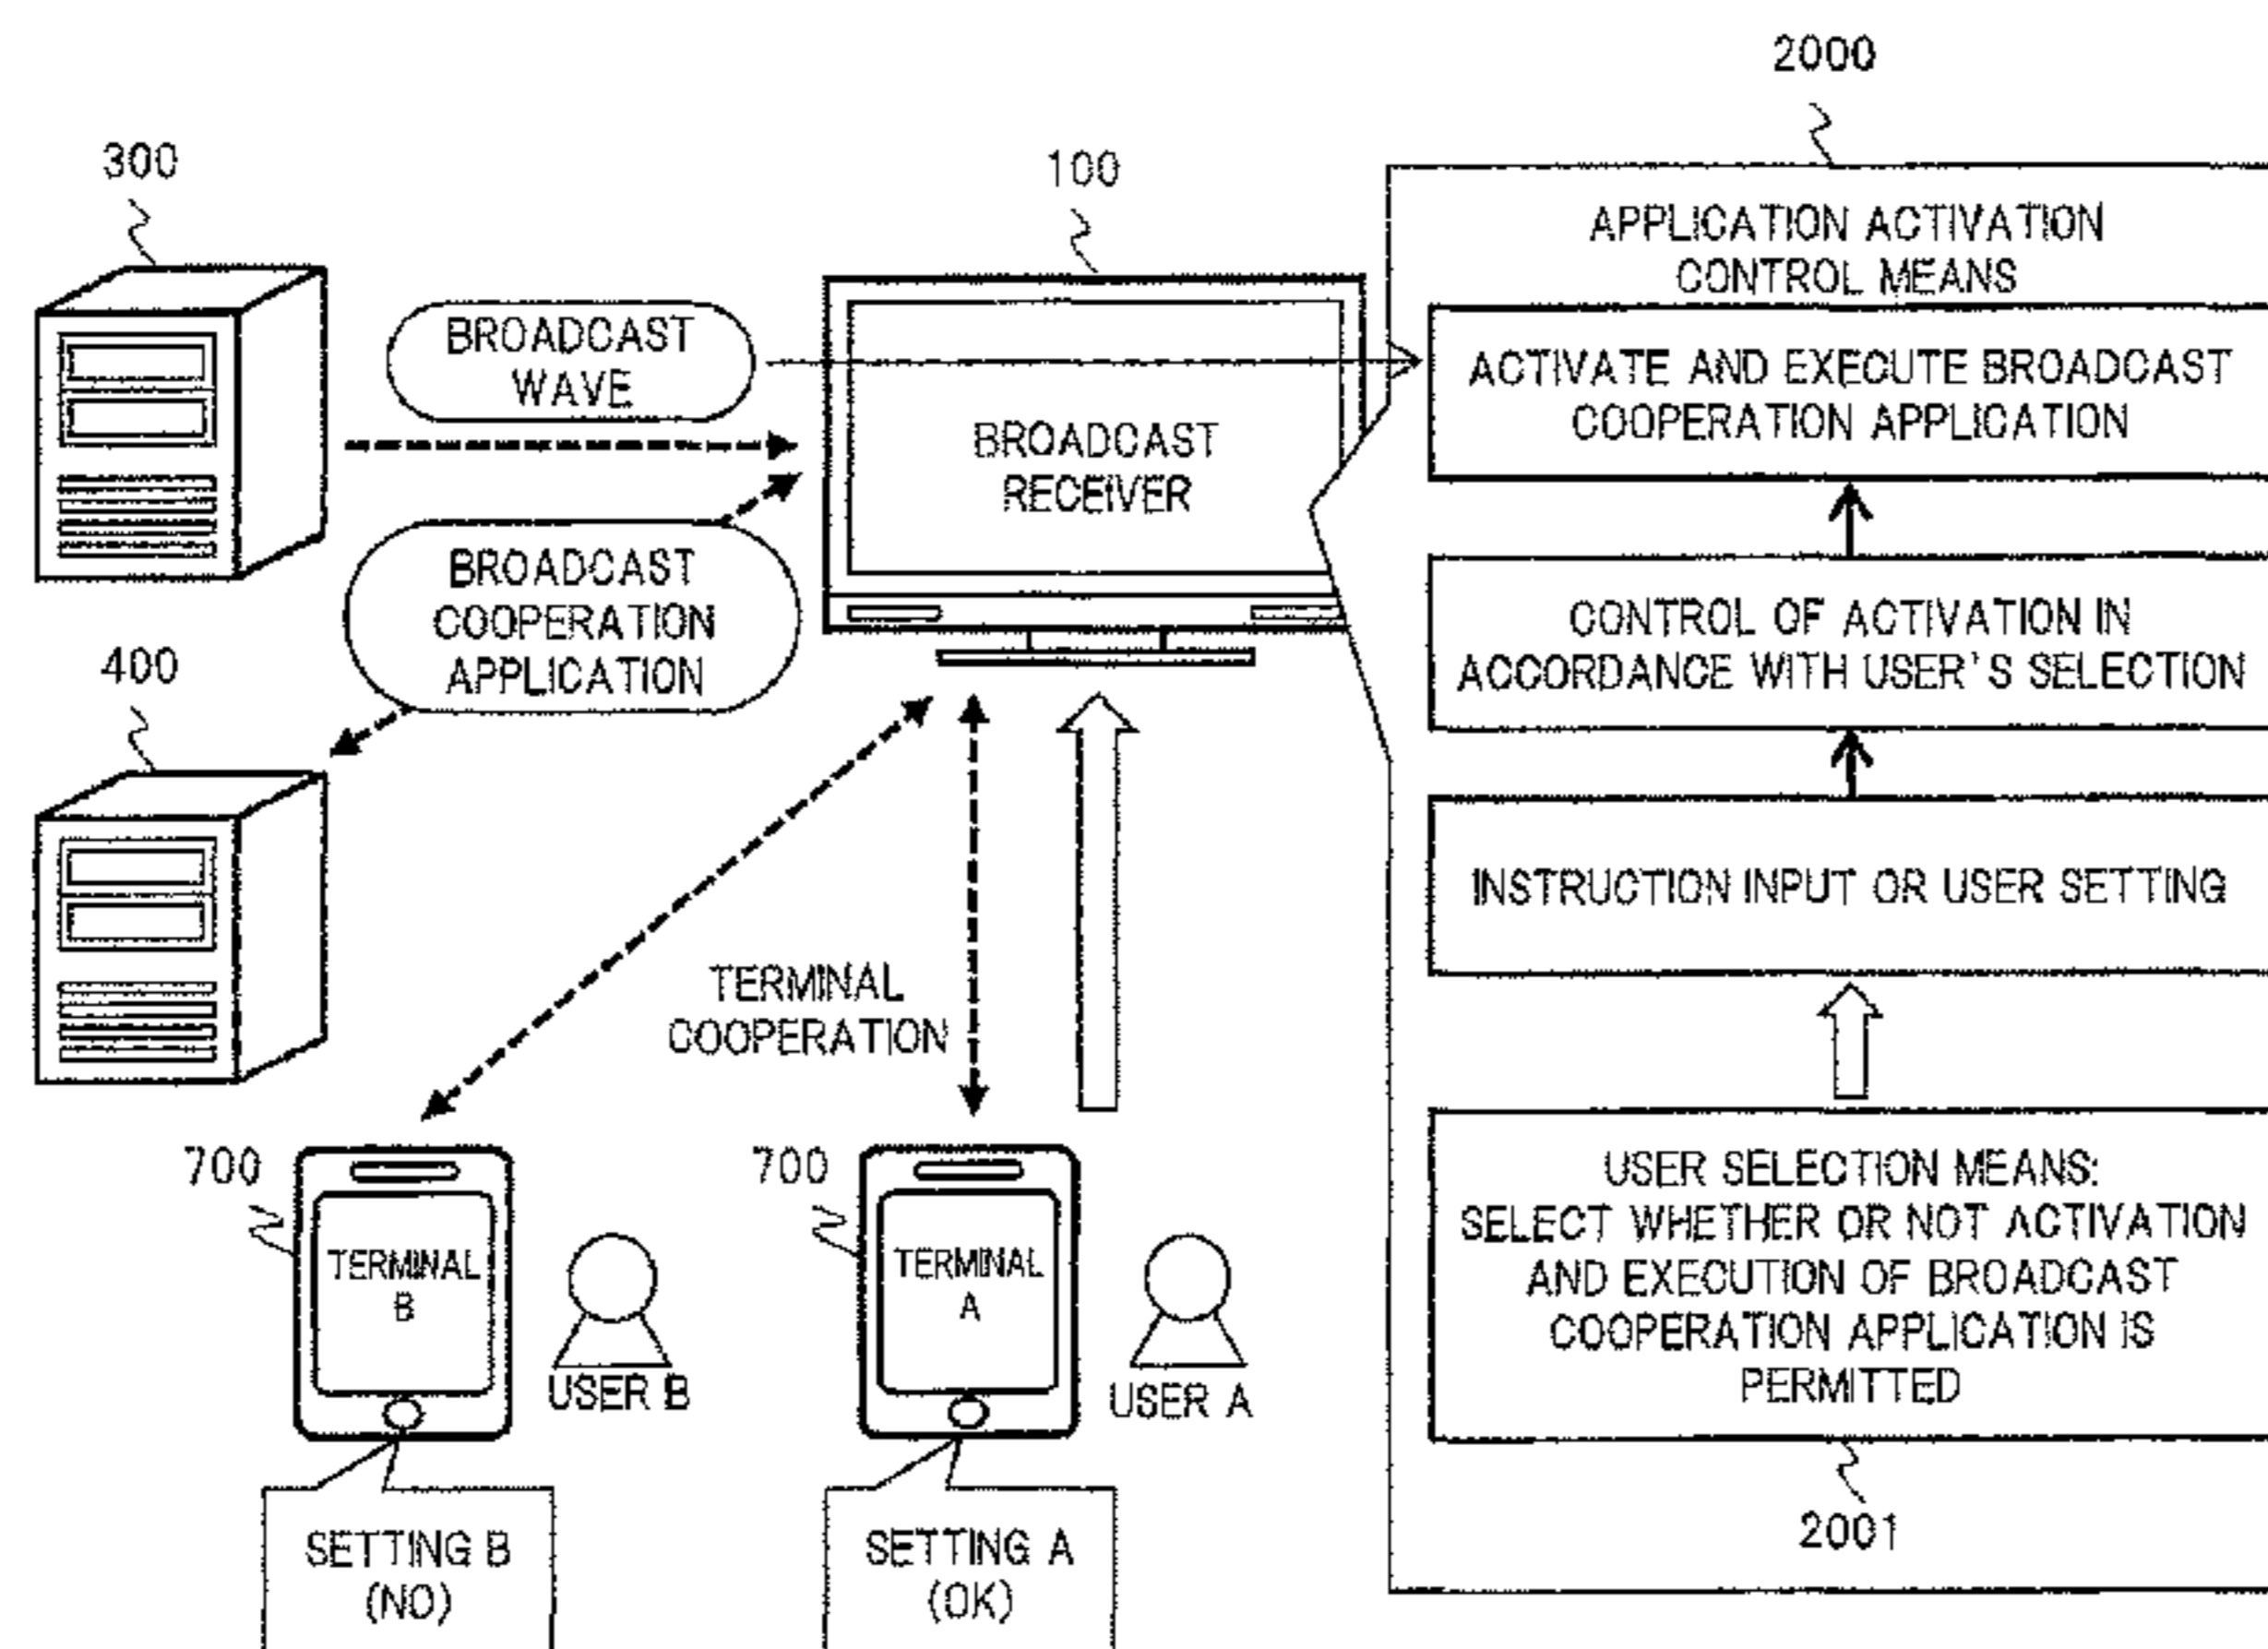 2000
300
100
APPLICATION ACTIVATION
CONTROL MEANS
BROADCAST
WAVE
ACTIVATE AND EXECUTE BROADCAST
COOPERATION APPLICATION
BROADCAST
RECEIVER
BROADCAST
COOPERATION
APPLICATION
CONTROL OF ACTIVATION IN
ACCORDANCE WITH USER'S SELECTION
400
INSTRUCTION INPUT OR USER SETTING
TERMINAL
COOPERATION
700
TERMINAL
B
USER B
700
TERMINAL
A
USER A
USER SELECTION MEANS:
SELECT WHETHER OR NOT ACTIVATION
AND EXECUTION OF BROADCAST
COOPERATION APPLICATION IS
PERMITTED
2001
SETTING B
(NO)
SETTING A
(OK)